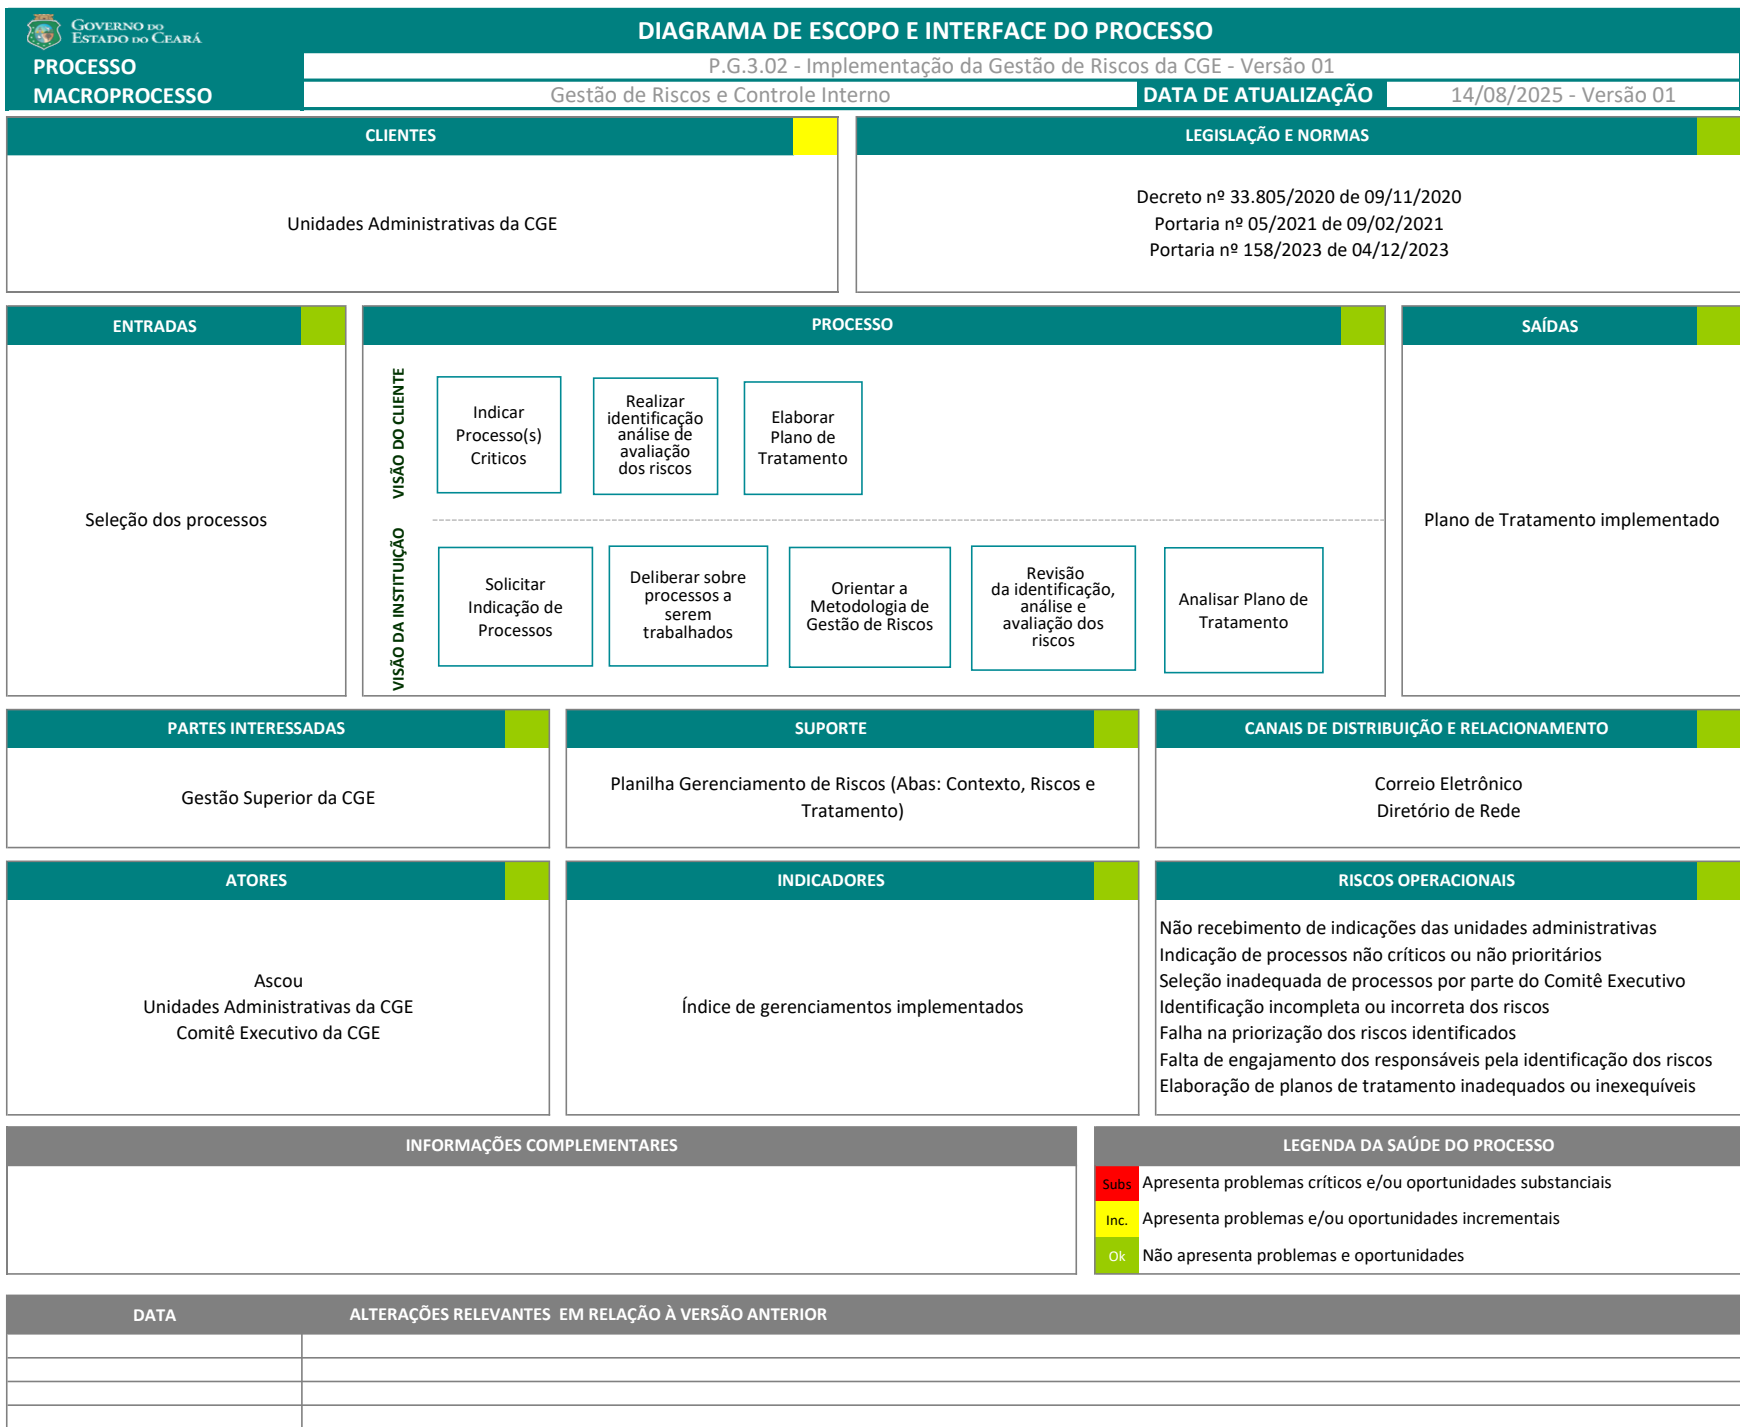 GOVERNO DO
ESTADO DO CEARÁ
DIAGRAMA DE ESCOPO E INTERFACE DO PROCESSO
PROCESSO
P.G.3.02 - Implementação da Gestão de Riscos da CGE - Versão 01
MACROPROCESSO
Gestão de Riscos e Controle Interno
DATA DE ATUALIZAÇÃO
14/08/2025 - Versão 01
CLIENTES
Unidades Administrativas da CGE
LEGISLAÇÃO E NORMAS
Decreto nº 33.805/2020 de 09/11/2020
Portaria nº 05/2021 de 09/02/2021
Portaria nº 158/2023 de 04/12/2023
ENTRADAS
Seleção dos processos
PROCESSO
VISÃO DO CLIENTE
Indicar
Processo(s)
Criticos
Realizar
identificação
análise de
avaliação
dos riscos
Elaborar
Plano de
Tratamento
VISÃO DA INSTITUIÇÃO
Solicitar
Indicação de
Processos
Deliberar sobre
processos a
serem
trabalhados
Orientar a
Metodologia de
Gestão de Riscos
Revisão
da identificação,
análise e
avaliação dos
riscos
Analisar Plano de
Tratamento
SAÍDAS
Plano de Tratamento implementado
PARTES INTERESSADAS
Gestão Superior da CGE
SUPORTE
Planilha Gerenciamento de Riscos (Abas: Contexto, Riscos e
Tratamento)
CANAIS DE DISTRIBUIÇÃO E RELACIONAMENTO
Correio Eletrônico
Diretório de Rede
ATORES
Ascou
Unidades Administrativas da CGE
Comitê Executivo da CGE
INDICADORES
Índice de gerenciamentos implementados
RISCOS OPERACIONAIS
Não recebimento de indicações das unidades administrativas
Indicação de processos não críticos ou não prioritários
Seleção inadequada de processos por parte do Comitê Executivo
Identificação incompleta ou incorreta dos riscos
Falha na priorização dos riscos identificados
Falta de engajamento dos responsáveis pela identificação dos riscos
Elaboração de planos de tratamento inadequados ou inexequíveis
INFORMAÇÕES COMPLEMENTARES
LEGENDA DA SAÚDE DO PROCESSO
Subs Apresenta problemas críticos e/ou oportunidades substanciais
Inc. Apresenta problemas e/ou oportunidades incrementais
Ok Não apresenta problemas e oportunidades
DATA
ALTERAÇÕES RELEVANTES EM RELAÇÃO À VERSÃO ANTERIOR